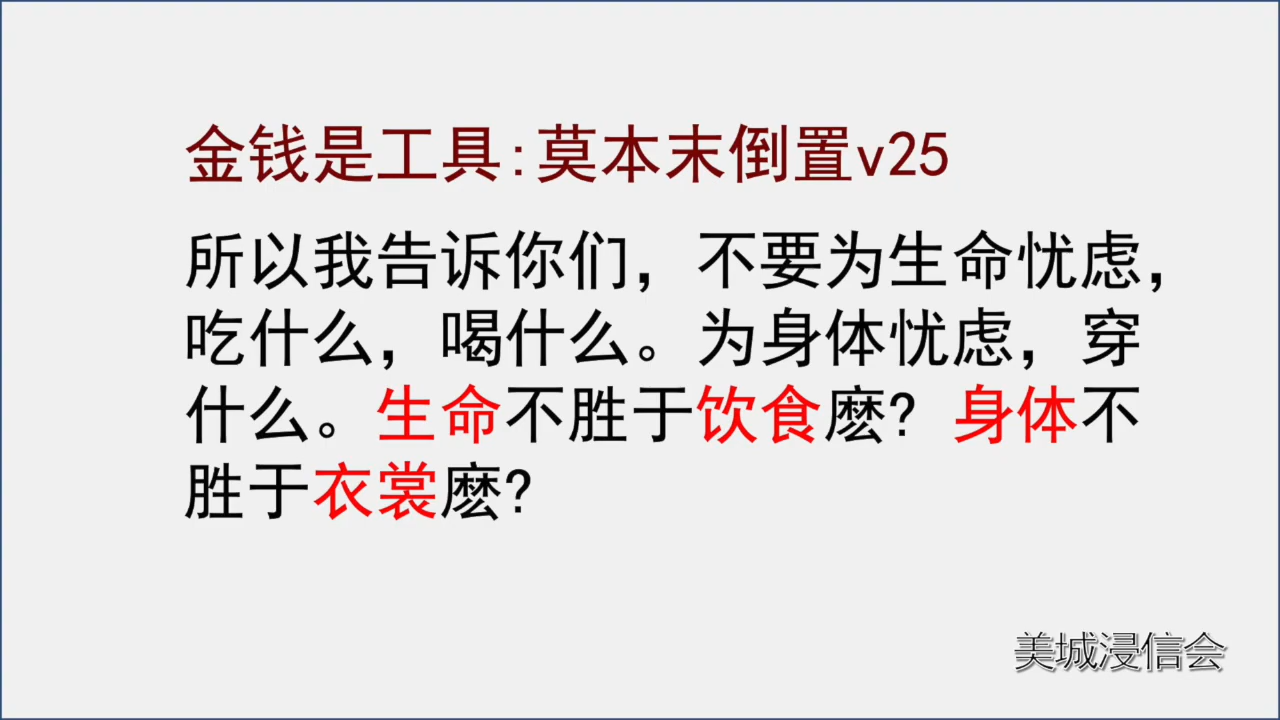 金钱是工具:莫本末倒置v25
所以我告诉你们，不要为生命忧虑，
吃什么，喝什么。为身体忧虑，穿
什么。生命不胜于饮食麽? 身体不
胜于衣裳麽?
美城浸信会